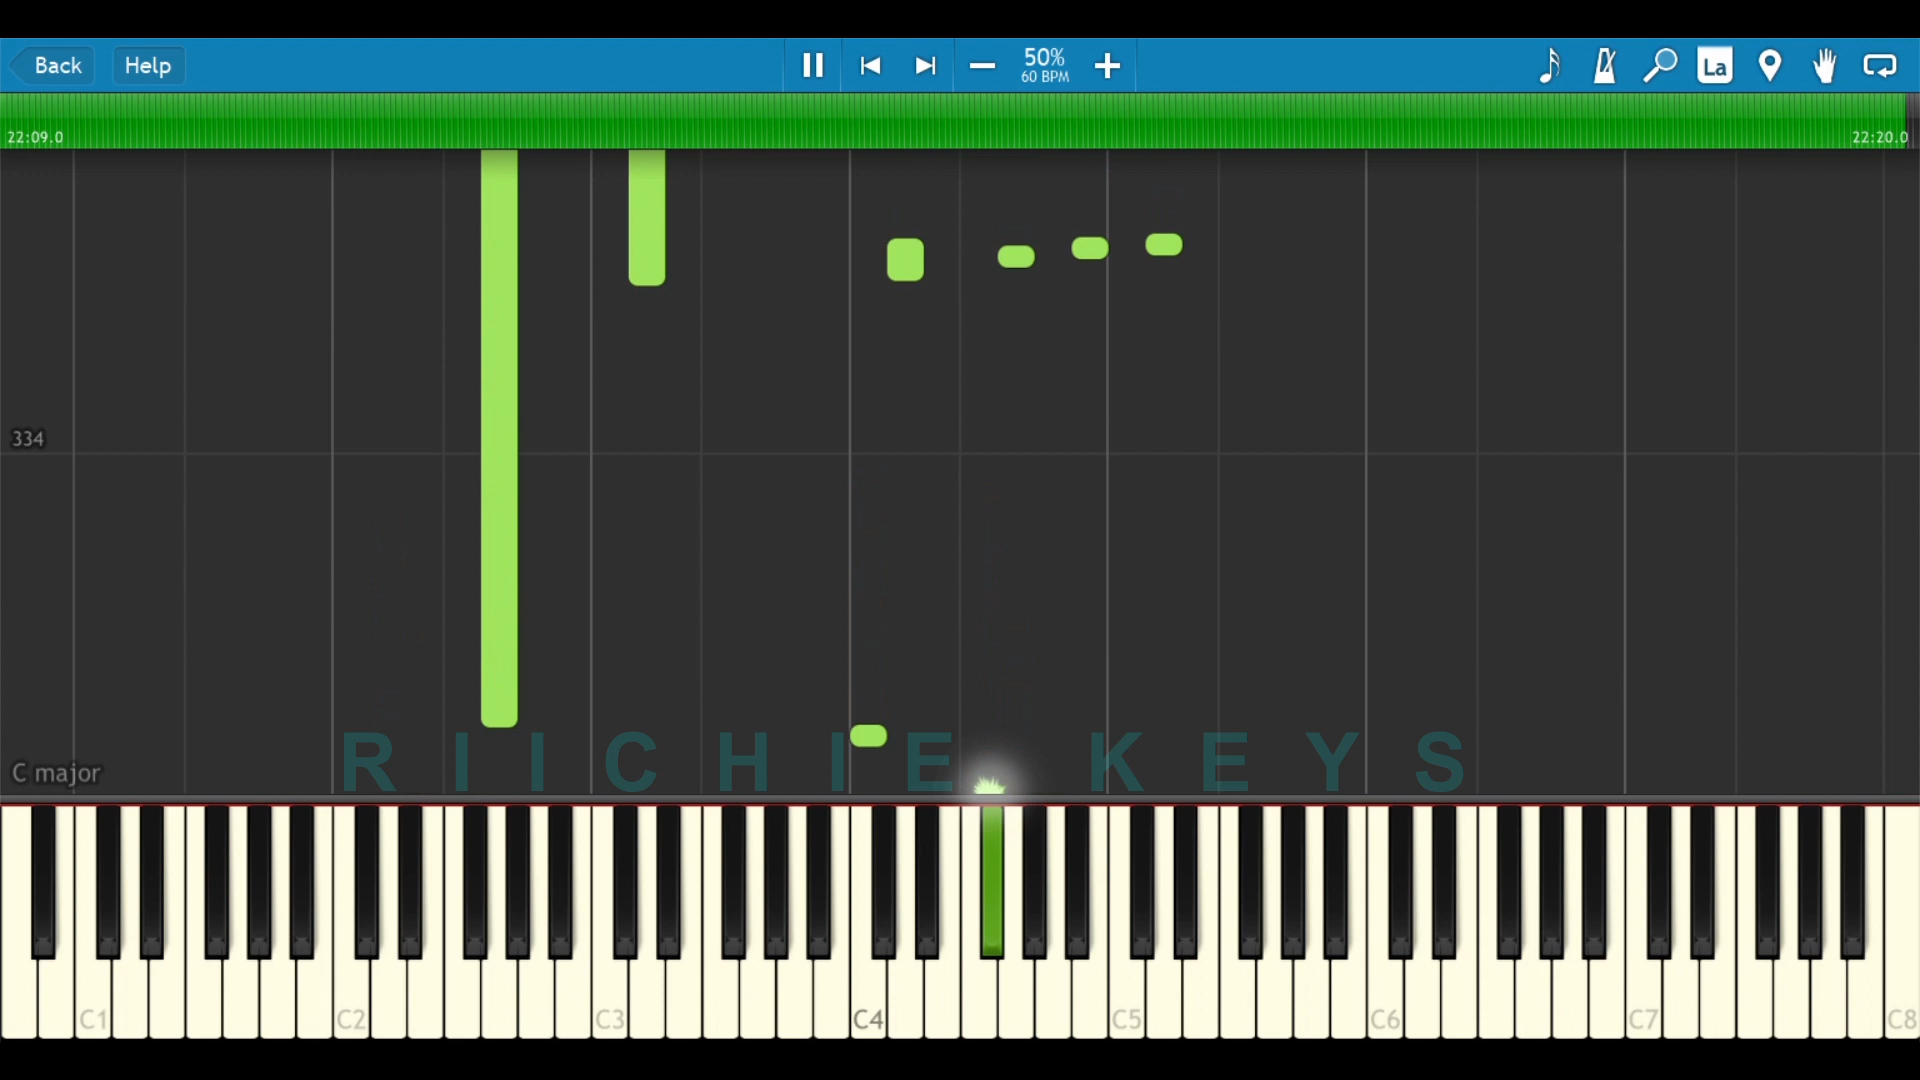 Back
Help
50%
60 BPM
La
22:09.0
22:20.0
334
RIICHIE KEYS
C major
C1
C2
C3
C4
C5
C6
C7
C8